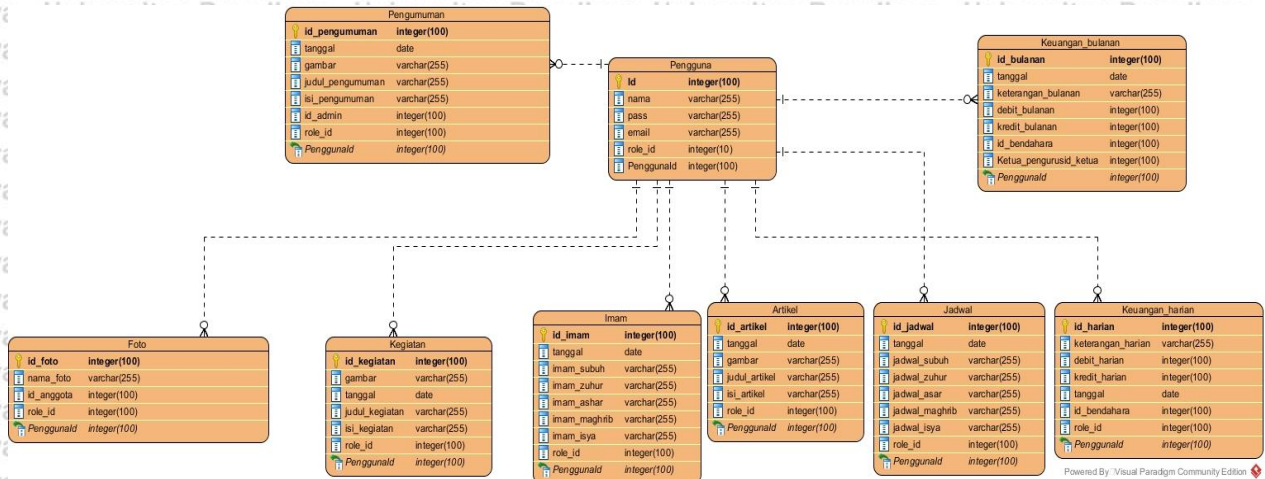 Pengumuman
id_pengumuman integer(100)
tanggal date
gambar varchar(255)
judul_pengumuman varchar(255)
isi_pengumuman varchar(255)
id_admin integer(100)
role_id integer(100)
PenggunaId integer(100)
Pengguna
Id integer(100)
nama varchar(255)
pass varchar(255)
email varchar(255)
role_id integer(10)
PenggunaId integer(100)
Keuangan_bulanan
id_bulanan integer(100)
tanggal date
keterangan_bulanan varchar(255)
debit_bulanan integer(100)
kredit_bulanan integer(100)
id_bendahara integer(100)
Ketua_pengurusid_ketua integer(100)
PenggunaId integer(100)
Foto
id_foto integer(100)
nama_foto varchar(255)
id_anggota integer(100)
role_id integer(100)
PenggunaId integer(100)
Kegiatan
id_kegiatan integer(100)
gambar varchar(255)
tanggal date
judul_kegiatan varchar(255)
isi_kegiatan varchar(255)
role_id integer(100)
PenggunaId integer(100)
Imam
id_imam integer(100)
tanggal date
imam_subuh varchar(255)
imam_zuhur varchar(255)
imam_ashar varchar(255)
imam_maghrib varchar(255)
imam_isya varchar(255)
role_id integer(100)
PenggunaId integer(100)
Artikel
id_artikel integer(100)
tanggal date
gambar varchar(255)
judul_artikel varchar(255)
isi_artikel varchar(255)
role_id integer(100)
PenggunaId integer(100)
Jadwal
id_jadwal integer(100)
tanggal date
jadwal_subuh varchar(255)
jadwal_zuhur varchar(255)
jadwal_asar varchar(255)
jadwal_maghrib varchar(255)
jadwal_isya varchar(255)
role_id integer(100)
PenggunaId integer(100)
Keuangan_harian
id_harian integer(100)
keterangan_harian varchar(255)
debit_harian integer(100)
kredit_harian integer(100)
tanggal date
id_bendahara integer(100)
role_id integer(100)
PenggunaId integer(100)
Powered By Visual Paradigm Community Edition